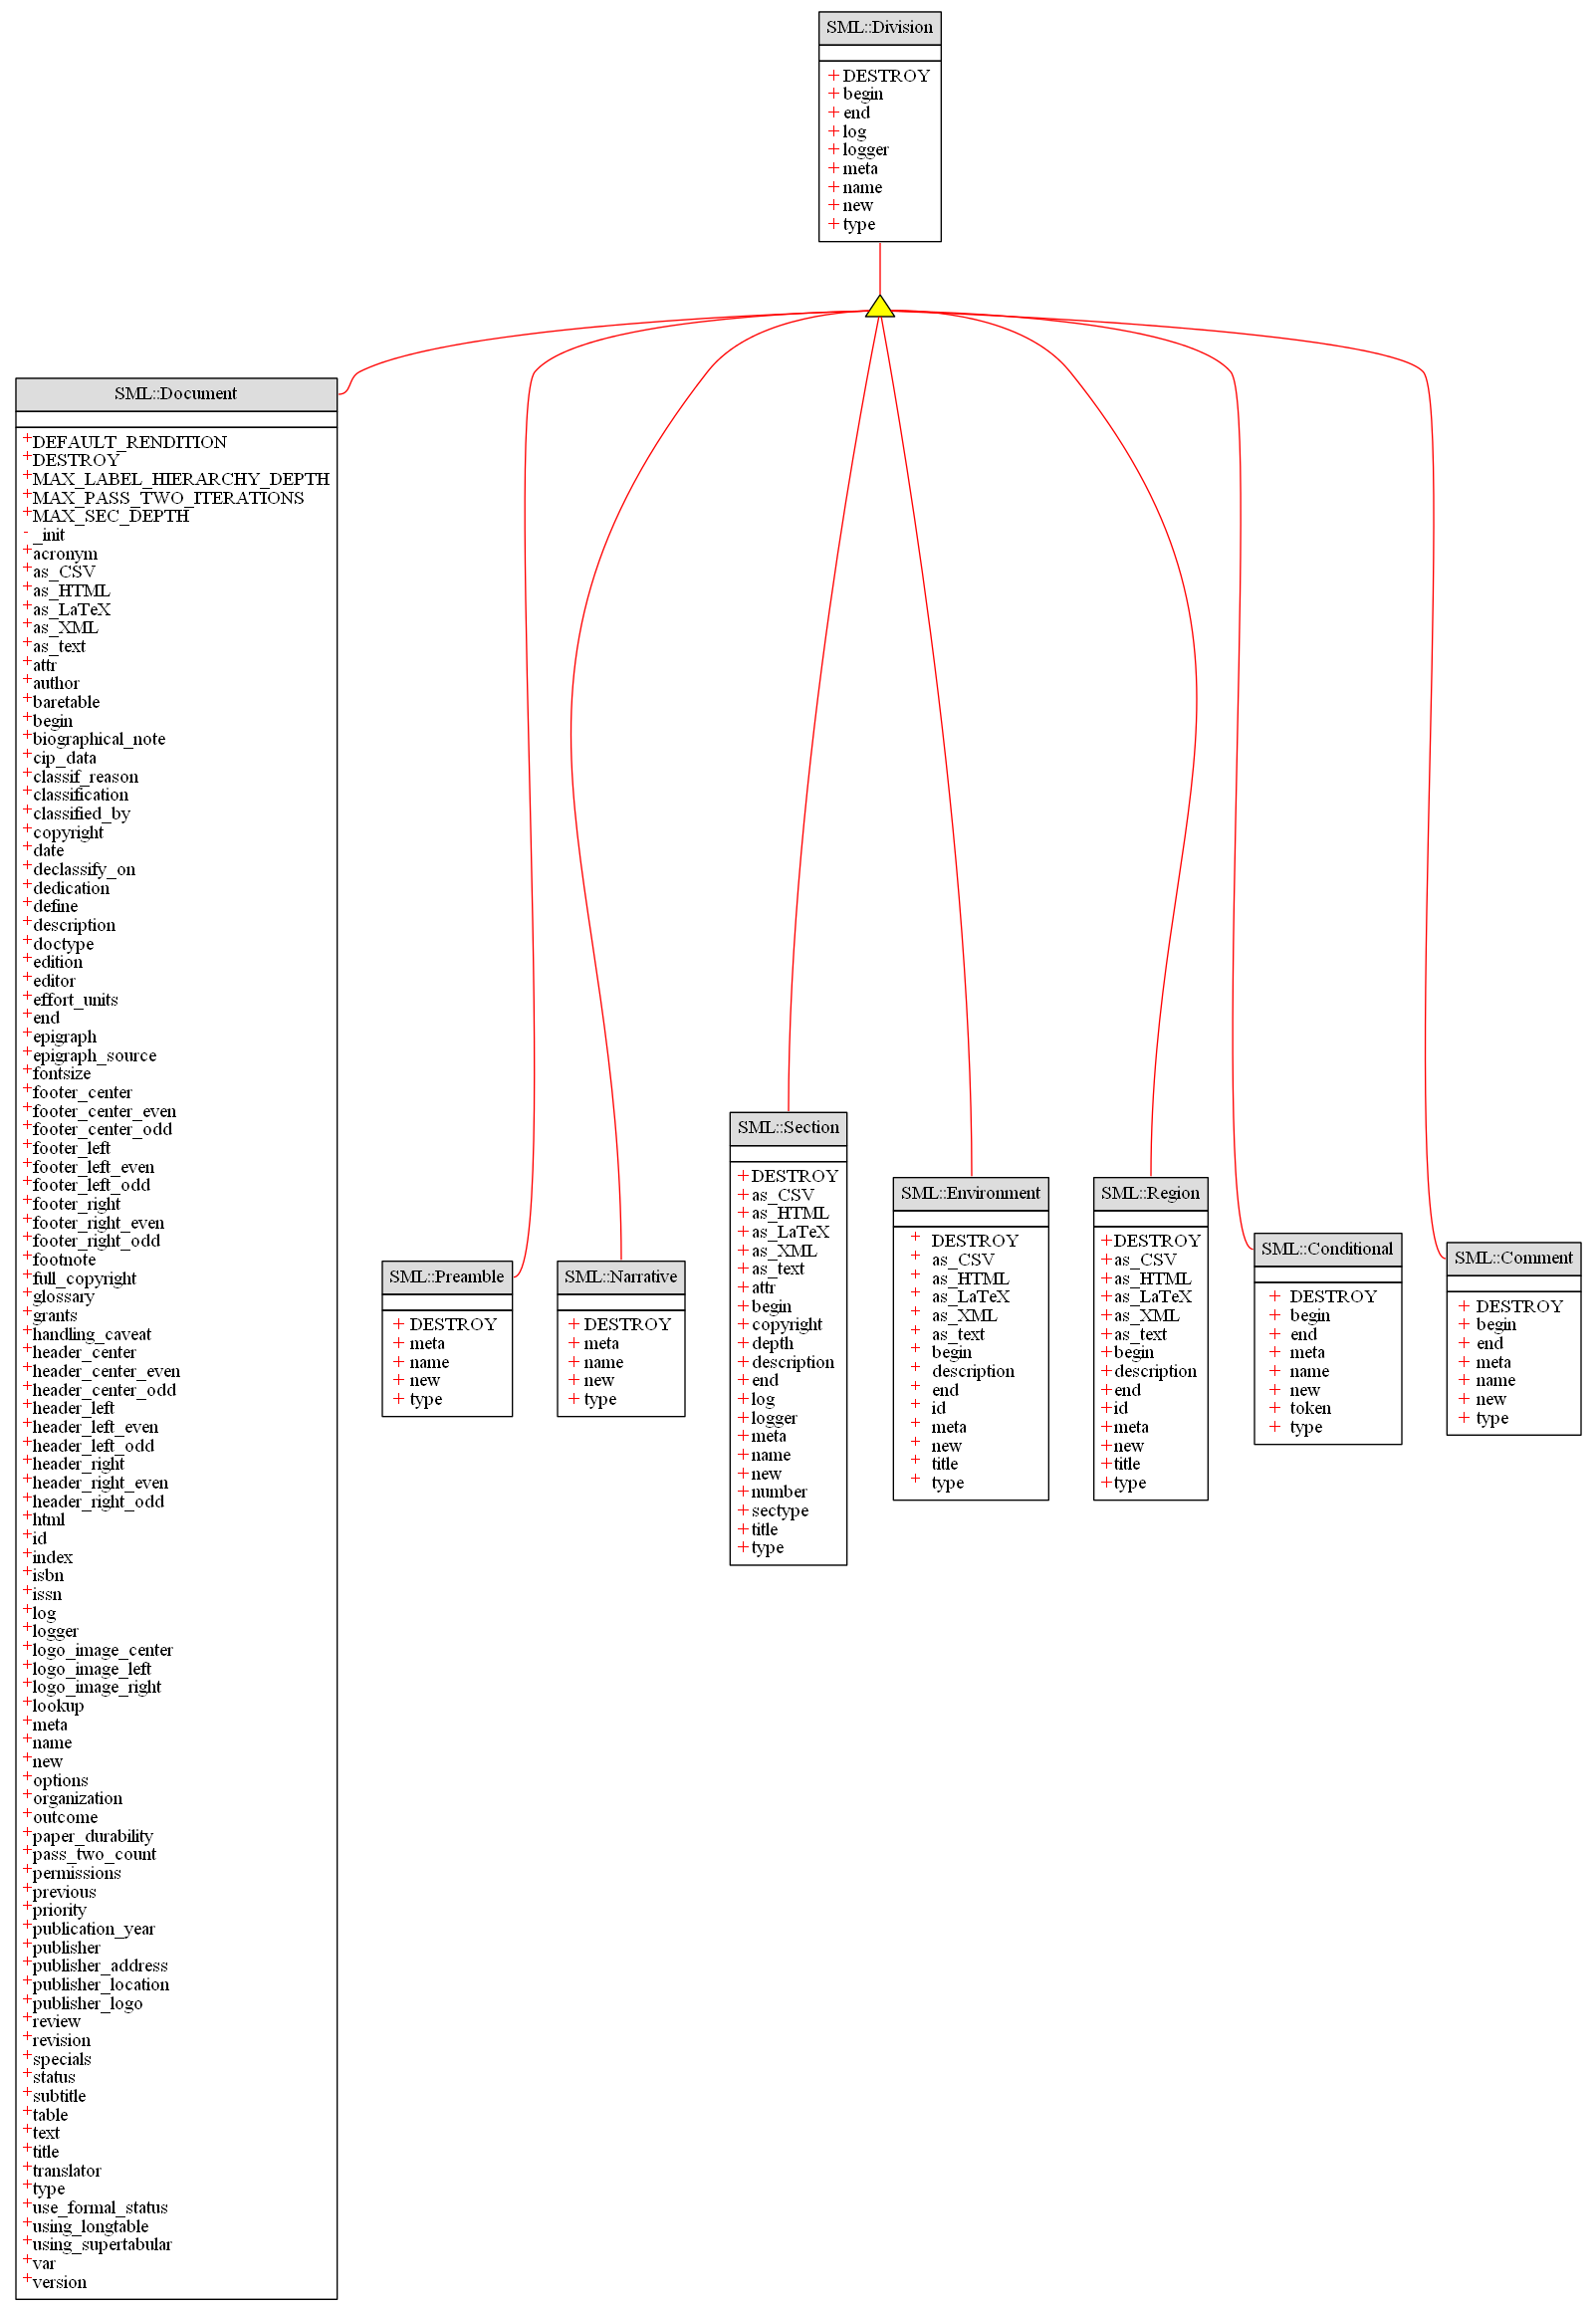 SML::Division
+ DESTROY
+ begin
+ end
+ log
+ logger
+ meta
+ name
+ new
+ type
SML::Document
+DEFAULT_RENDITION
+DESTROY
+MAX_LABEL_HIERARCHY_DEPTH
+MAX_PASS_TWO_ITERATIONS
+MAX_SEC_DEPTH
- _init
+acronym
+as_CSV
+as_HTML
+as_LaTeX
+as_XML
+as_text
+attr
+author
+baretable
+begin
+biographical_note
+cip_data
+classif_reason
+classification
+classified_by
+copyright
+date
+declassify_on
+dedication
+define
+description
+doctype
+edition
+editor
+effort_units
+end
+epigraph
+epigraph_source
+fontsize
+footer_center
+footer_center_even
+footer_center_odd
+footer_left
+footer_left_even
+footer_left_odd
+footer_right
+footer_right_even
+footer_right_odd
+footnote
+full_copyright
+glossary
+grants
+handling_caveat
+header_center
+header_center_even
+header_center_odd
+header_left
+header_left_even
+header_left_odd
+header_right
+header_right_even
+header_right_odd
+html
+id
+index
+isbn
+issn
+log
+logger
+logo_image_center
+logo_image_left
+logo_image_right
+lookup
+meta
+name
+new
+options
+organization
+outcome
+paper_durability
+pass_two_count
+permissions
+previous
+priority
+publication_year
+publisher
+publisher_address
+publisher_location
+publisher_logo
+review
+revision
+specials
+status
+subtitle
+table
+text
+title
+translator
+type
+use_formal_status
+using_longtable
+using_supertabular
+var
+version
SML::Preamble
+ DESTROY
+ meta
+ name
+ new
+ type
SML::Narrative
+ DESTROY
+ meta
+ name
+ new
+ type
SML::Section
+ DESTROY
+ as_CSV
+ as_HTML
+ as_LaTeX
+ as_XML
+ as_text
+ attr
+ begin
+ copyright
+ depth
+ description
+ end
+ log
+ logger
+ meta
+ name
+ new
+ number
+ sectype
+ title
+ type
SML::Environment
+ DESTROY
+ as_CSV
+ as_HTML
+ as_LaTeX
+ as_XML
+ as_text
+ begin
+ description
+ end
+ id
+ meta
+ new
+ title
+ type
SML::Region
+DESTROY
+as_CSV
+as_HTML
+as_LaTeX
+as_XML
+as_text
+begin
+description
+end
+id
+meta
+new
+title
+type
SML::Conditional
+ DESTROY
+ begin
+ end
+ meta
+ name
+ new
+ token
+ type
SML::Comment
+ DESTROY
+ begin
+ end
+ meta
+ name
+ new
+ type